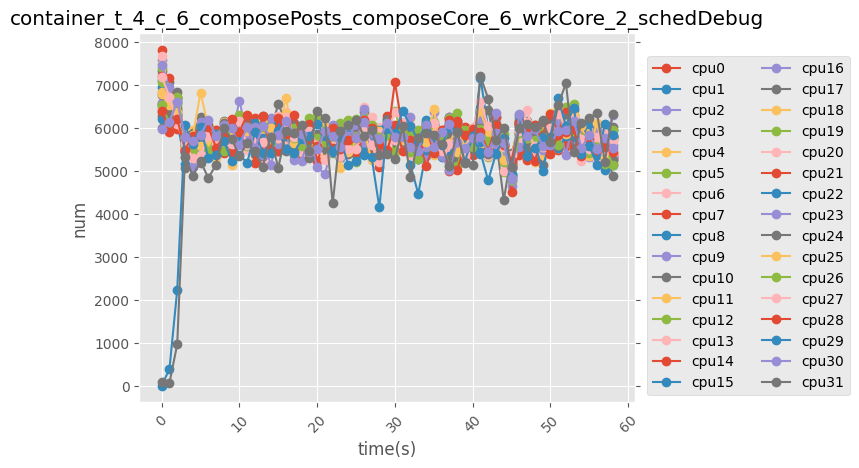 container_t_4_c_6_composePosts_composeCore_6_wrkCore_2_schedDebug
8000
7000
6000
5000
4000
3000
2000
1000
0
num
0 10 20 30 40 50 60
time(s)
cpu0 cpu16
cpu1 cpu17
cpu2 cpu18
cpu3 cpu19
cpu4 cpu20
cpu5 cpu21
cpu6 cpu22
cpu7 cpu23
cpu8 cpu24
cpu9 cpu25
cpu10 cpu26
cpu11 cpu27
cpu12 cpu28
cpu13 cpu29
cpu14 cpu30
cpu15 cpu31